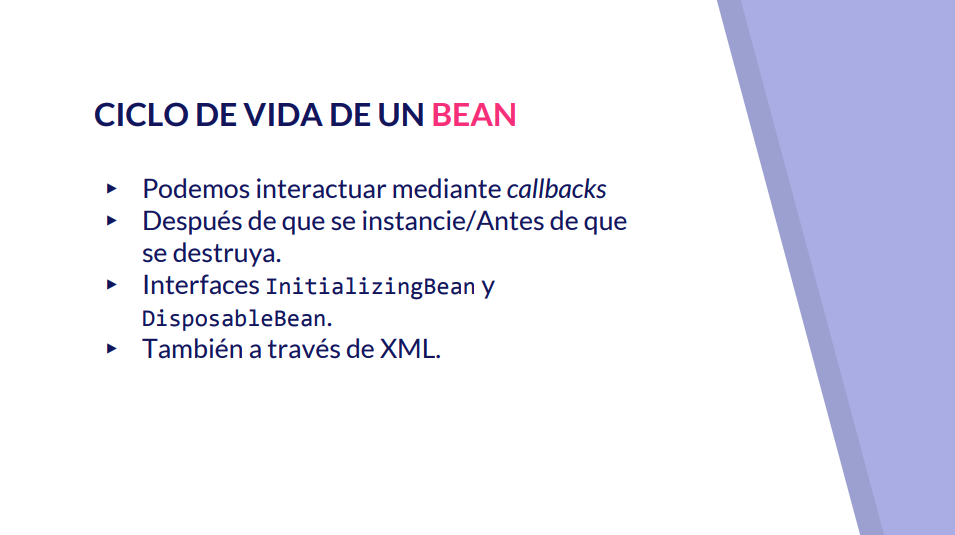 CICLO DE VIDA DE UN BEAN
▸ Podemos interactuar mediante callbacks
▸ Después de que se instancie/Antes de que
se destruya.
▸ Interfaces InitializingBean y
DisposableBean.
▸ También a través de XML.